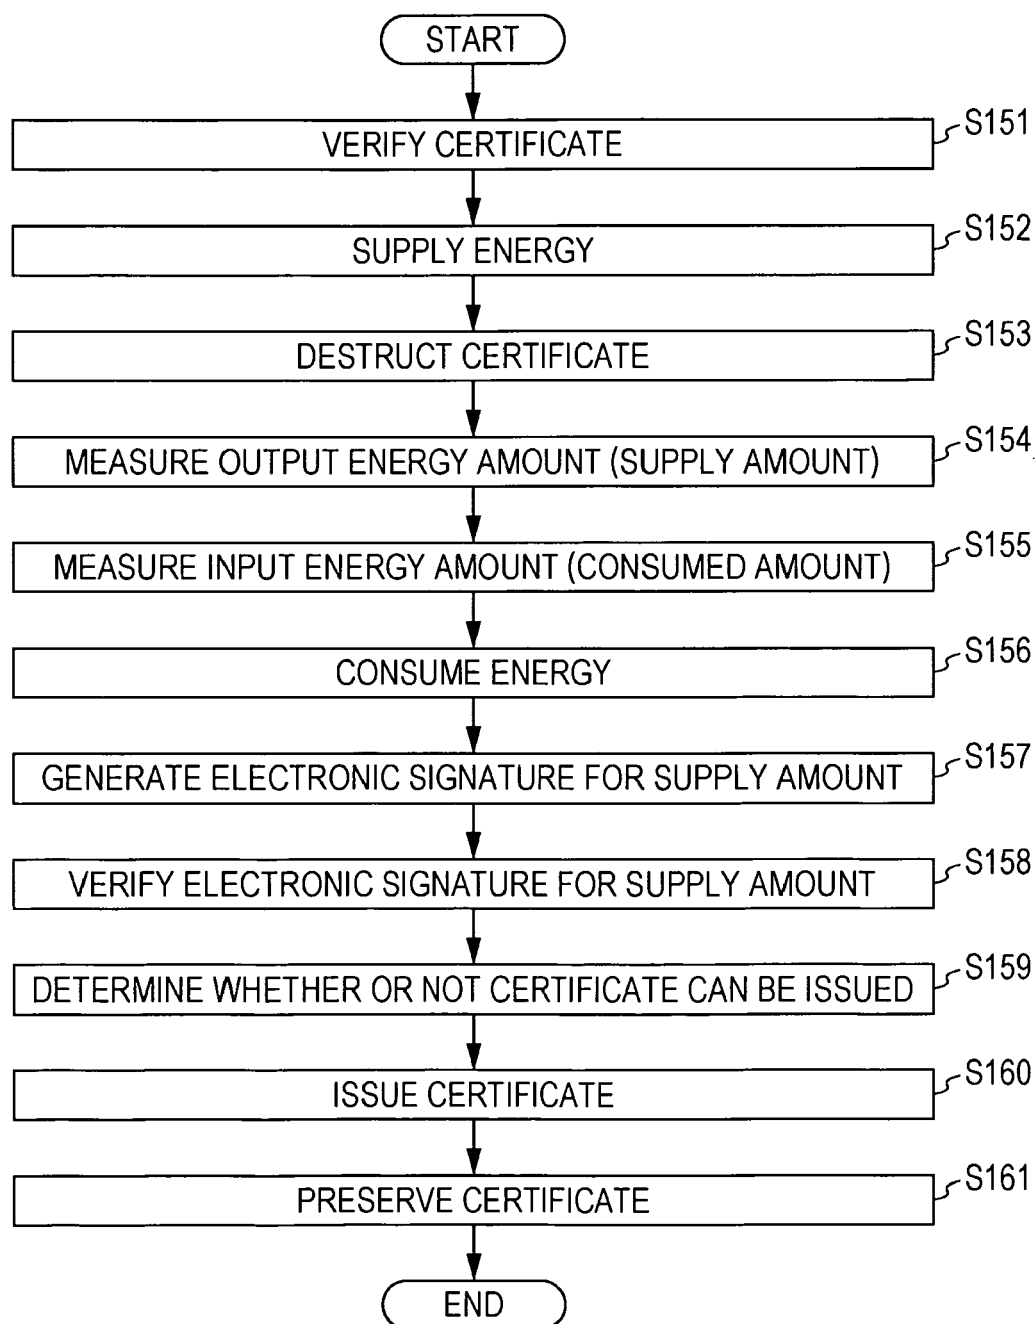 START
VERIFY CERTIFICATE
S151
SUPPLY ENERGY
S152
DESTRUCT CERTIFICATE
S153
MEASURE OUTPUT ENERGY AMOUNT (SUPPLY AMOUNT)
S154
MEASURE INPUT ENERGY AMOUNT (CONSUMED AMOUNT)
S155
CONSUME ENERGY
S156
GENERATE ELECTRONIC SIGNATURE FOR SUPPLY AMOUNT
S157
VERIFY ELECTRONIC SIGNATURE FOR SUPPLY AMOUNT
S158
DETERMINE WHETHER OR NOT CERTIFICATE CAN BE ISSUED
S159
ISSUE CERTIFICATE
S160
PRESERVE CERTIFICATE
S161
END